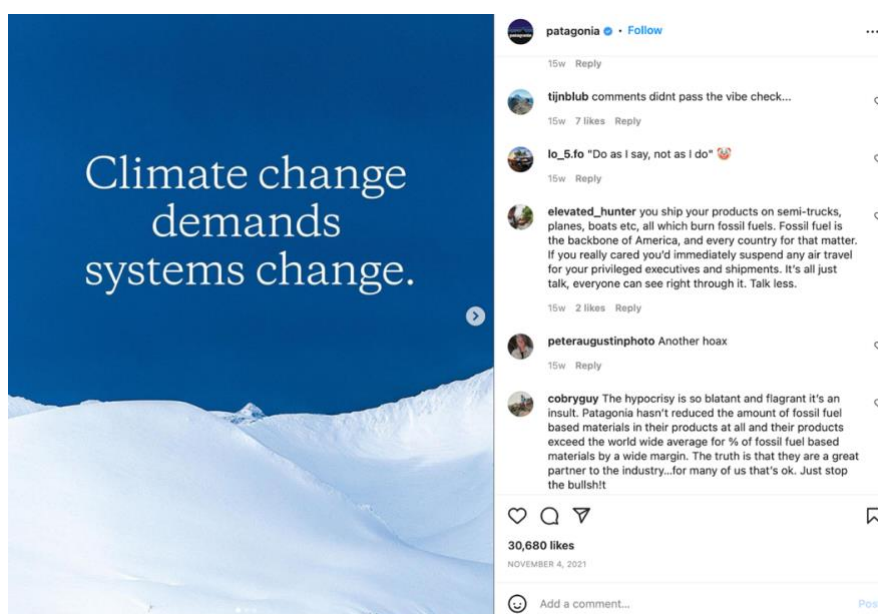 Climate change
demands
systems change.
patagonia • Follow
15w Reply
tijnblub comments didnt pass the vibe check...
15w 7 likes Reply
lo_5.fo "Do as I say, not as I do" 🤡
15w Reply
elevated_hunter you ship your products on semi-trucks,
planes, boats etc, all which burn fossil fuels. Fossil fuel is
the backbone of America, and every country for that matter.
If you really cared you'd immediately suspend any air travel
for your privileged executives and shipments. It's all just
talk, everyone can see right through it. Talk less.
15w 2 likes Reply
peteraugustinphoto Another hoax
15w Reply
cobryguy The hypocrisy is so blatant and flagrant it's an
insult. Patagonia hasn't reduced the amount of fossil fuel
based materials in their products at all and their products
exceed the world wide average for % of fossil fuel based
materials by a wide margin. The truth is that they are a great
partner to the industry...for many of us that's ok. Just stop
the bullsh!t
30,680 likes
NOVEMBER 4, 2021
Add a comment...
Pos